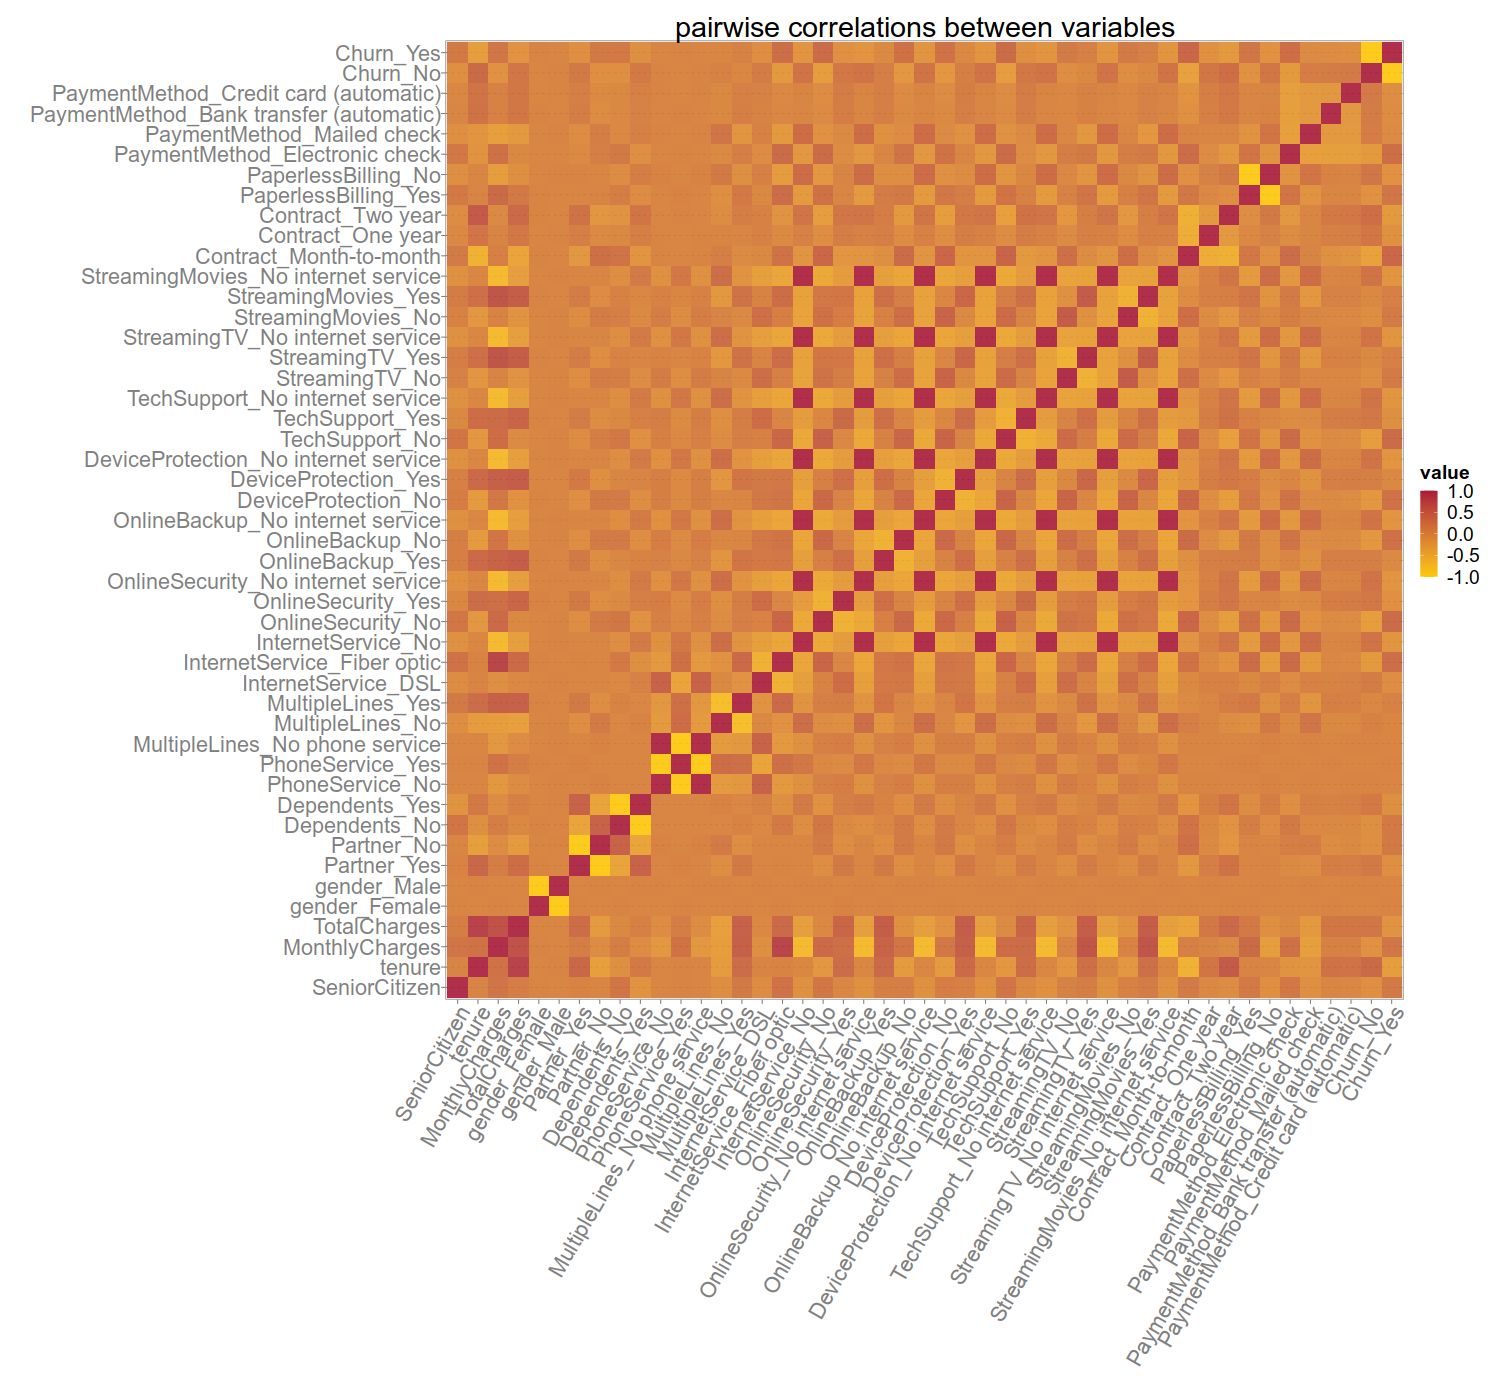 pairwise correlations between variables
Churn_Yes
Churn_No
PaymentMethod_Credit card (automatic)
PaymentMethod_Bank transfer (automatic)
PaymentMethod_Mailed check
PaymentMethod_Electronic check
PaperlessBilling_No
PaperlessBilling_Yes
Contract_Two year
Contract_One year
Contract_Month-to-month
StreamingMovies_No internet service
StreamingMovies_Yes
StreamingMovies_No
StreamingTV_No internet service
StreamingTV_Yes
StreamingTV_No
TechSupport_No internet service
TechSupport_Yes
TechSupport_No
DeviceProtection_No internet service
DeviceProtection_Yes
DeviceProtection_No
OnlineBackup_No internet service
OnlineBackup_No
OnlineBackup_Yes
OnlineSecurity_No internet service
OnlineSecurity_Yes
OnlineSecurity_No
InternetService_No
InternetService_Fiber optic
InternetService_DSL
MultipleLines_Yes
MultipleLines_No
MultipleLines_No phone service
PhoneService_Yes
PhoneService_No
Dependents_Yes
Dependents_No
Partner_No
Partner_Yes
gender_Male
gender_Female
TotalCharges
MonthlyCharges
tenure
SeniorCitizen
value
1.0
0.5
0.0
-0.5
-1.0
SeniorCitizen
tenure
MonthlyCharges
TotalCharges
gender_Female
gender_Male
Partner_Yes
Partner_No
Dependents_No
Dependents_Yes
PhoneService_No
PhoneService_Yes
MultipleLines_No phone service
MultipleLines_No
MultipleLines_Yes
InternetService_DSL
InternetService_Fiber optic
InternetService_No
OnlineSecurity_No
OnlineSecurity_Yes
OnlineSecurity_No internet service
OnlineBackup_Yes
OnlineBackup_No
OnlineBackup_No internet service
DeviceProtection_No
DeviceProtection_Yes
DeviceProtection_No internet service
TechSupport_No
TechSupport_Yes
TechSupport_No internet service
StreamingTV_No
StreamingTV_Yes
StreamingTV_No internet service
StreamingMovies_No
StreamingMovies_Yes
StreamingMovies_No internet service
Contract_Month-to-month
Contract_One year
Contract_Two year
PaperlessBilling_Yes
PaperlessBilling_No
PaymentMethod_Electronic check
PaymentMethod_Mailed check
PaymentMethod_Bank transfer (automatic)
PaymentMethod_Credit card (automatic)
Churn_No
Churn_Yes